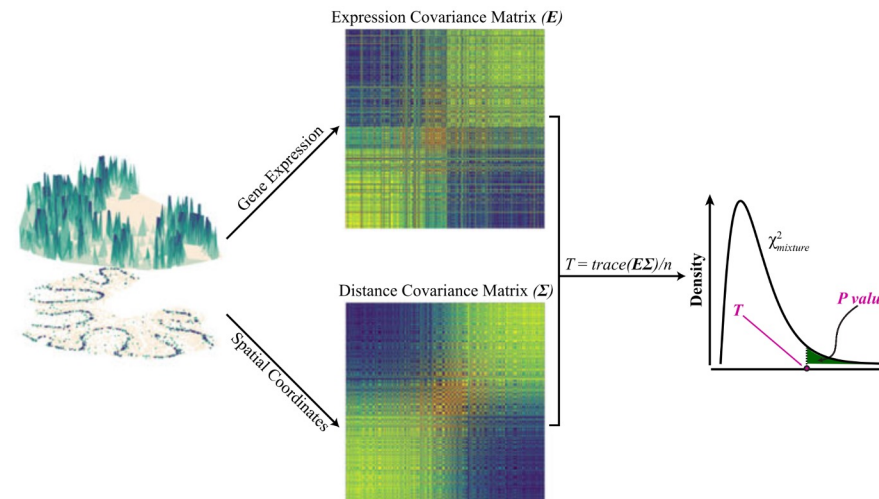 Expression Covariance Matrix (E)
Gene Expression
Distance Covariance Matrix (Σ)
Spatial Coordinates
T = trace(EΣ)/n
Density
χ²mixture
T
P valu